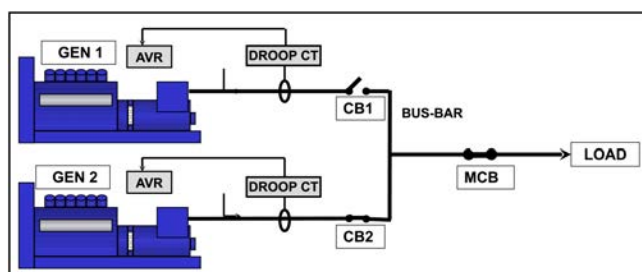 GEN 1
AVR
DROOP CT
CB1
BUS-BAR
LOAD
MCB
GEN 2
AVR
DROOP CT
CB2